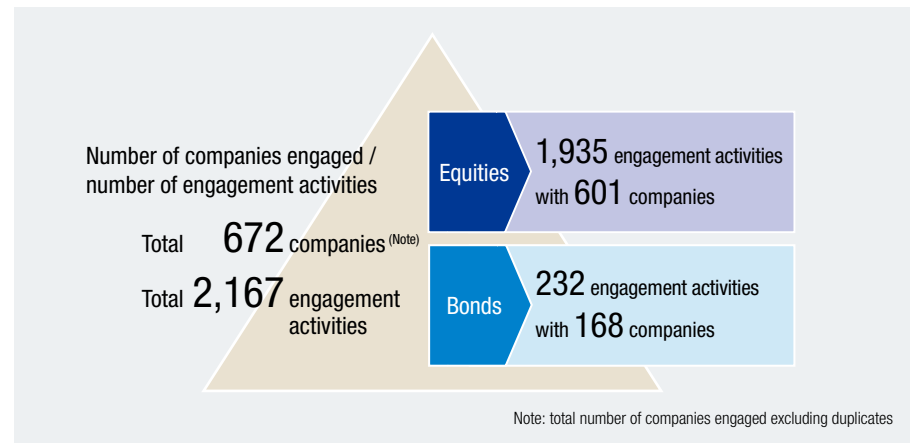 Number of companies engaged /
number of engagement activities
Total 672 companies (Note)
Total 2,167 engagement
activities
Equities
1,935 engagement activities
with 601 companies
Bonds
232 engagement activities
with 168 companies
Note: total number of companies engaged excluding duplicates